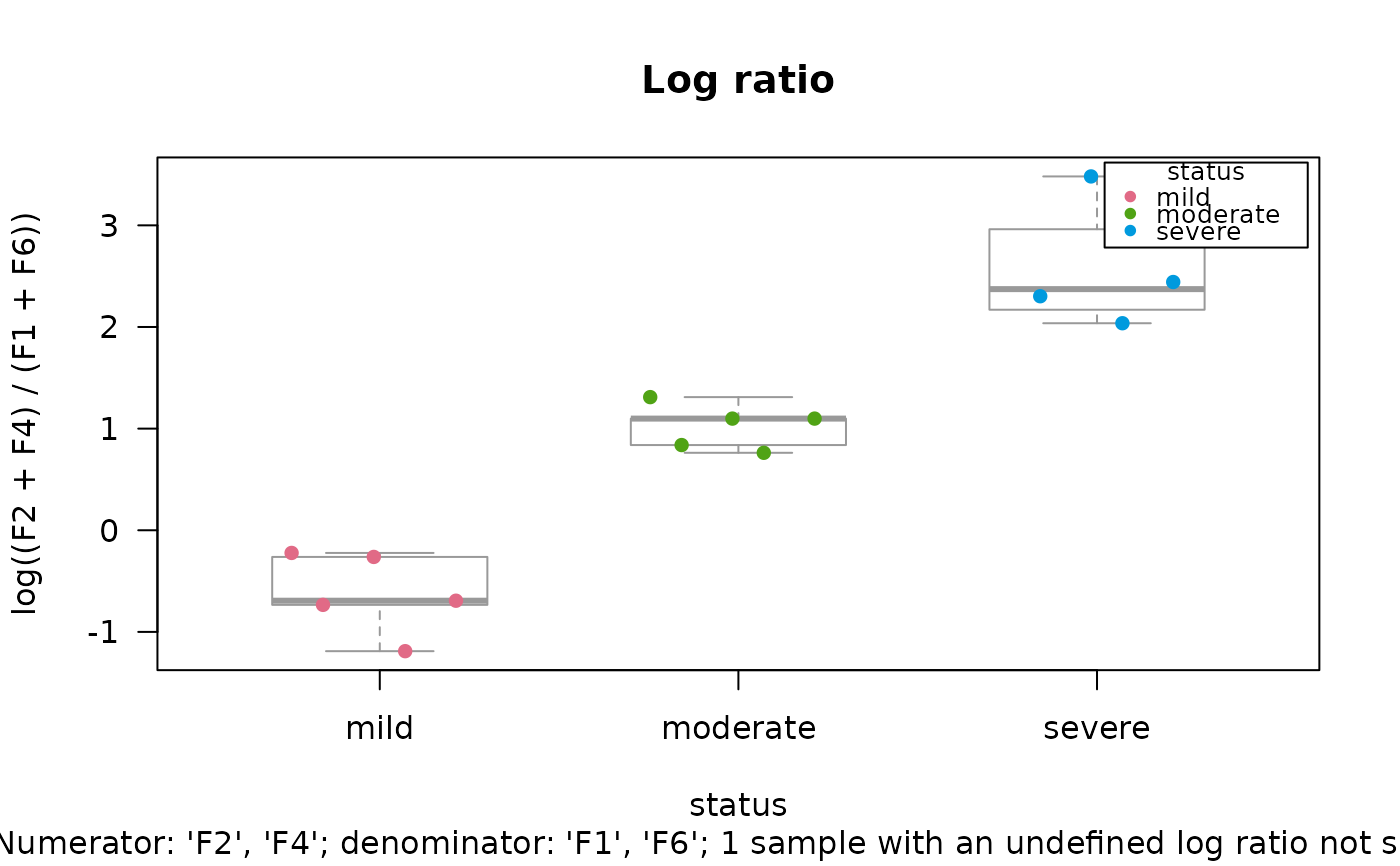 Log ratio
log((F2 + F4) / (F1 + F6))
3
2
1
0
-1
status
mild
moderate
severe
mild moderate severe
status
Numerator: 'F2', 'F4'; denominator: 'F1', 'F6'; 1 sample with an undefined log ratio not s